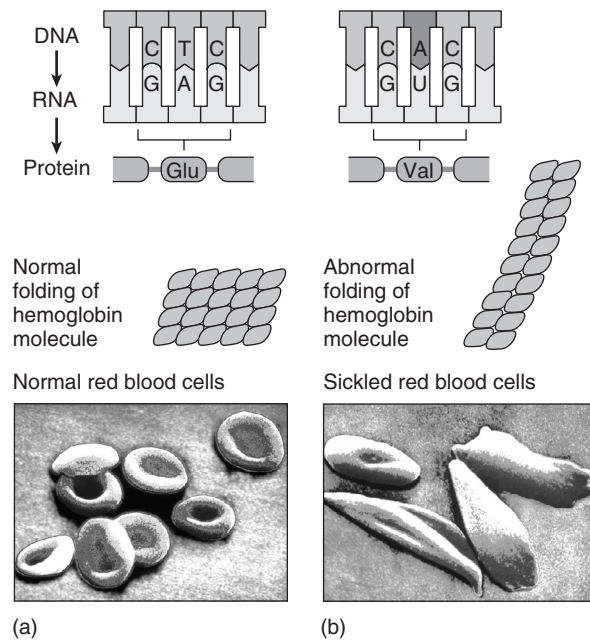 DNA
RNA
Protein
C T C
G A G
Glu
C A C
G U G
Val
Normal
folding of
hemoglobin
molecule
Abnormal
folding of
hemoglobin
molecule
Normal red blood cells
Sickled red blood cells
(a)
(b)